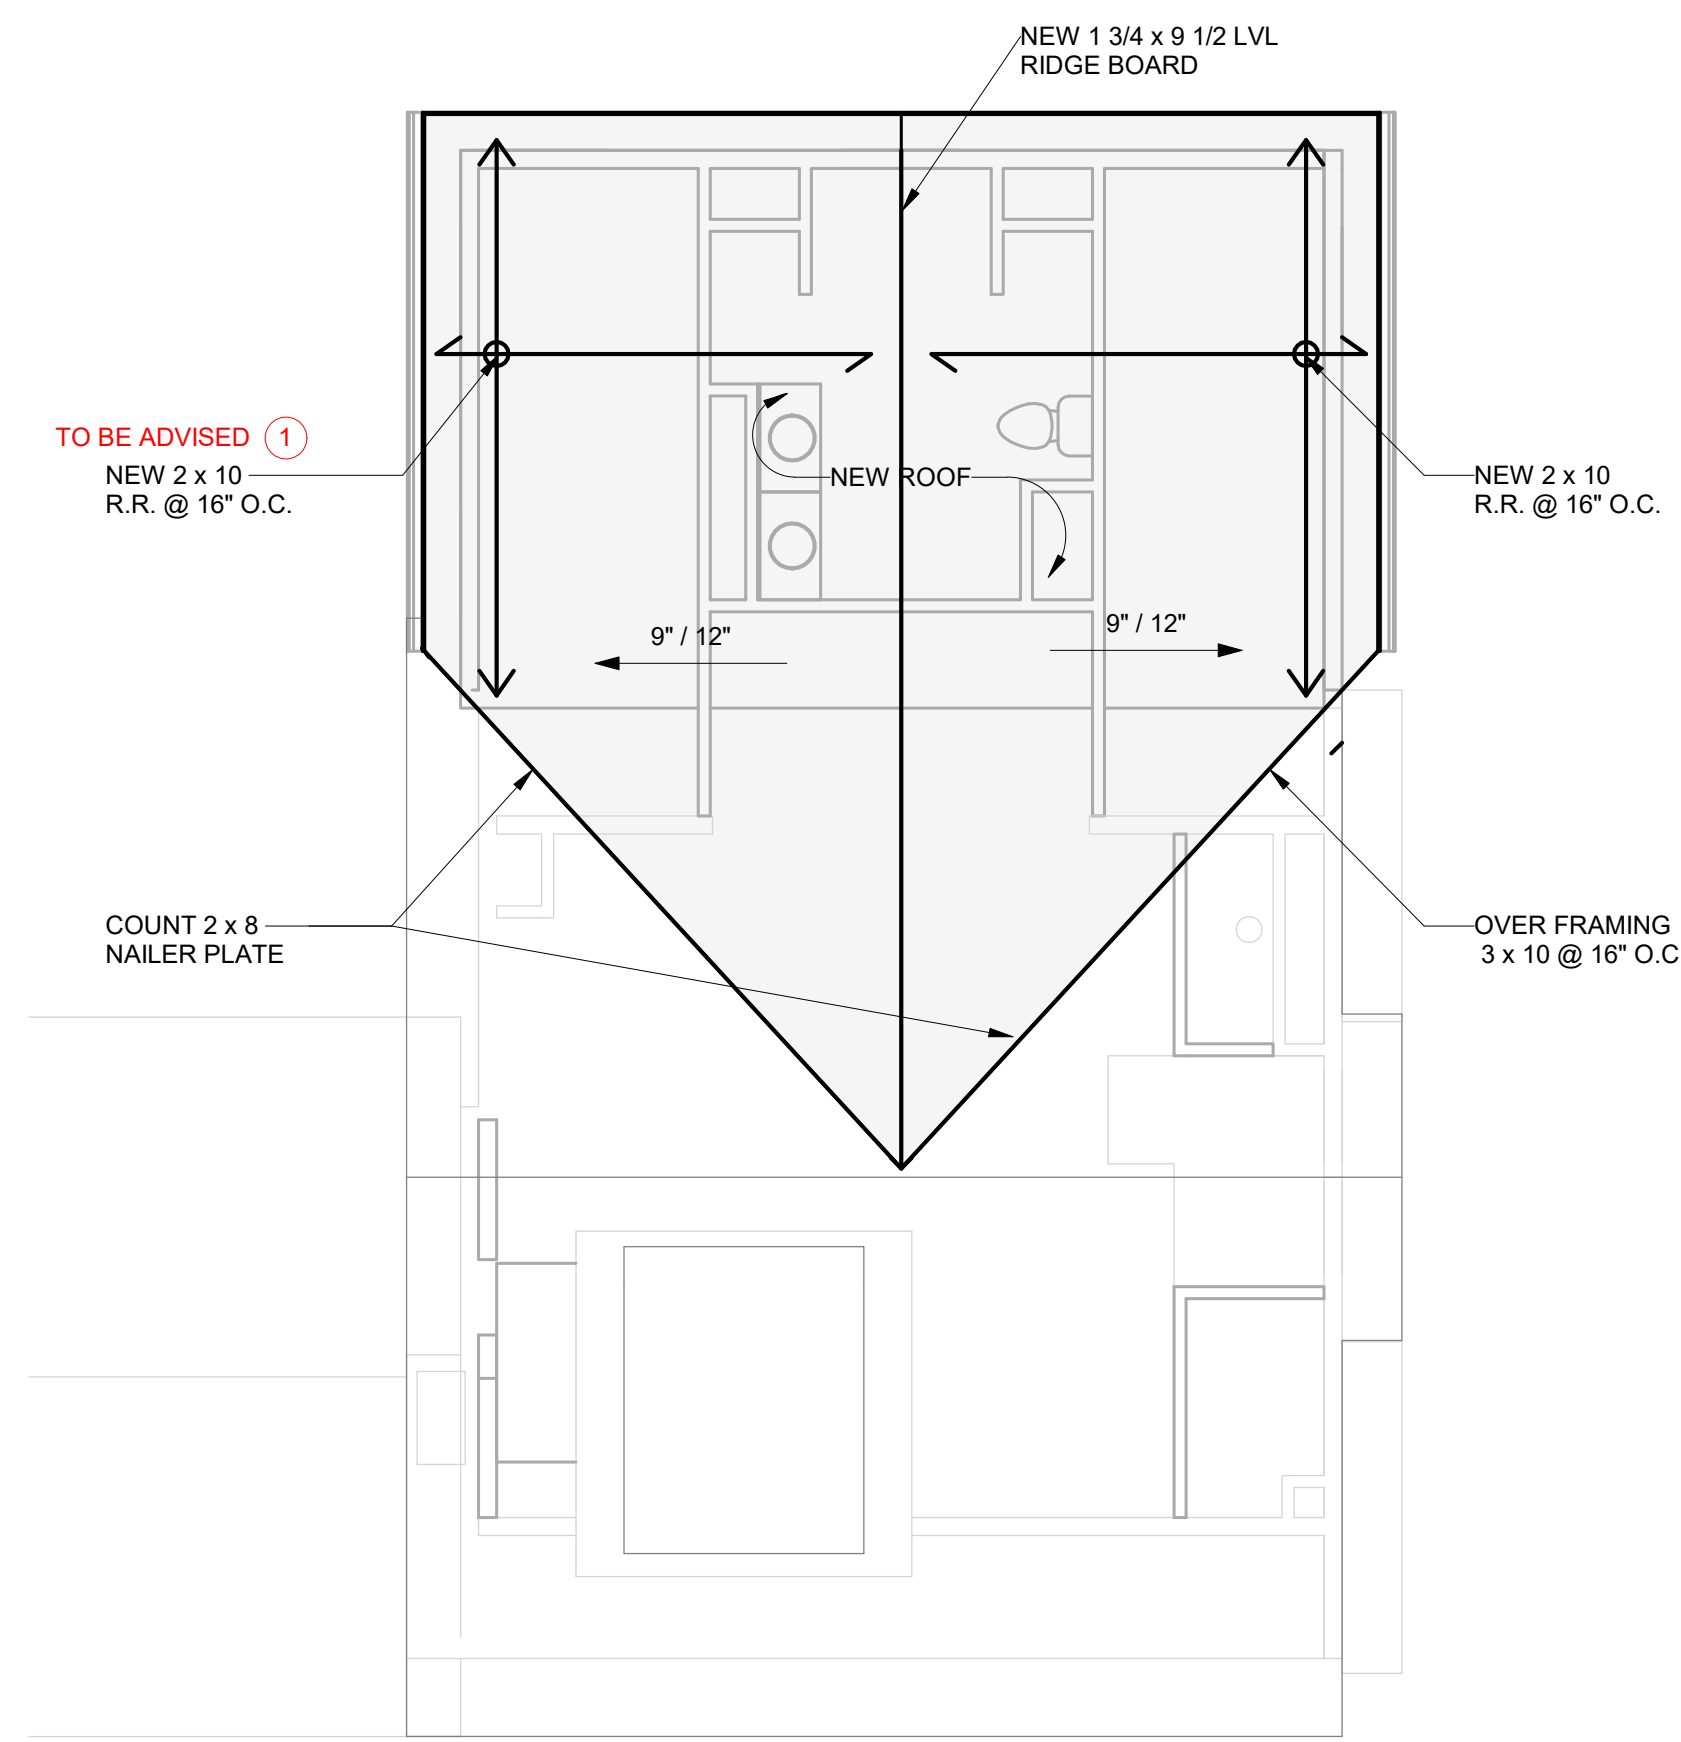 NEW 1 3/4 x 9 1/2 LVL
RIDGE BOARD
TO BE ADVISED 1
NEW 2 x 10
R.R. @ 16" O.C.
NEW ROOF
NEW 2 x 10
R.R. @ 16" O.C.
9" / 12"
9" / 12"
COUNT 2 x 8
NAILER PLATE
OVER FRAMING
3 x 10 @ 16" O.C